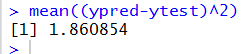 > mean((ypred-ytest)^2)
[1] 1.860854
>